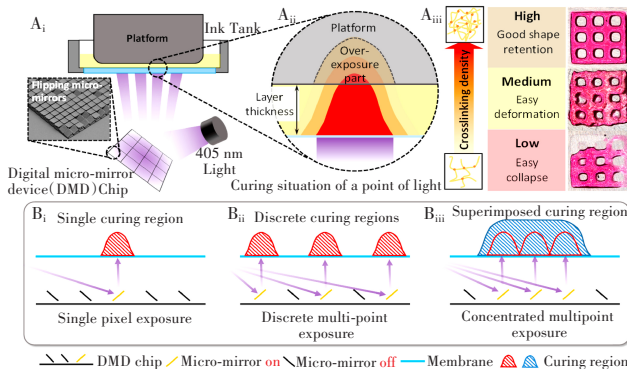 Ai
Platform
Ink Tank
Flipping micro-
mirrors
405 nm
Light
Digital micro-mirror
device(DMD)Chip
Aii
Platform
Over-
exposure
part
Layer
thickness
Curing situation of a point of light
Aiii
Crosslinking density
High
Good shape
retention
Medium
Easy
deformation
Low
Easy
collapse
Bi
Single curing region
Single pixel exposure
Bii
Discrete curing regions
Discrete multi-point
exposure
Biii
Superimposed curing region
Concentrated multipoint
exposure
DMD chip
Micro-mirror on
Micro-mirror off
Membrane
Curing region